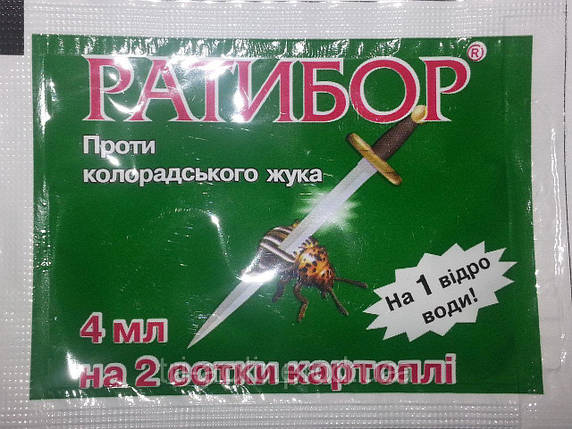 РАТИБОР®
Проти
колорадського жука
На 1 відро
води!
4 мл
на 2 сотки картоплі